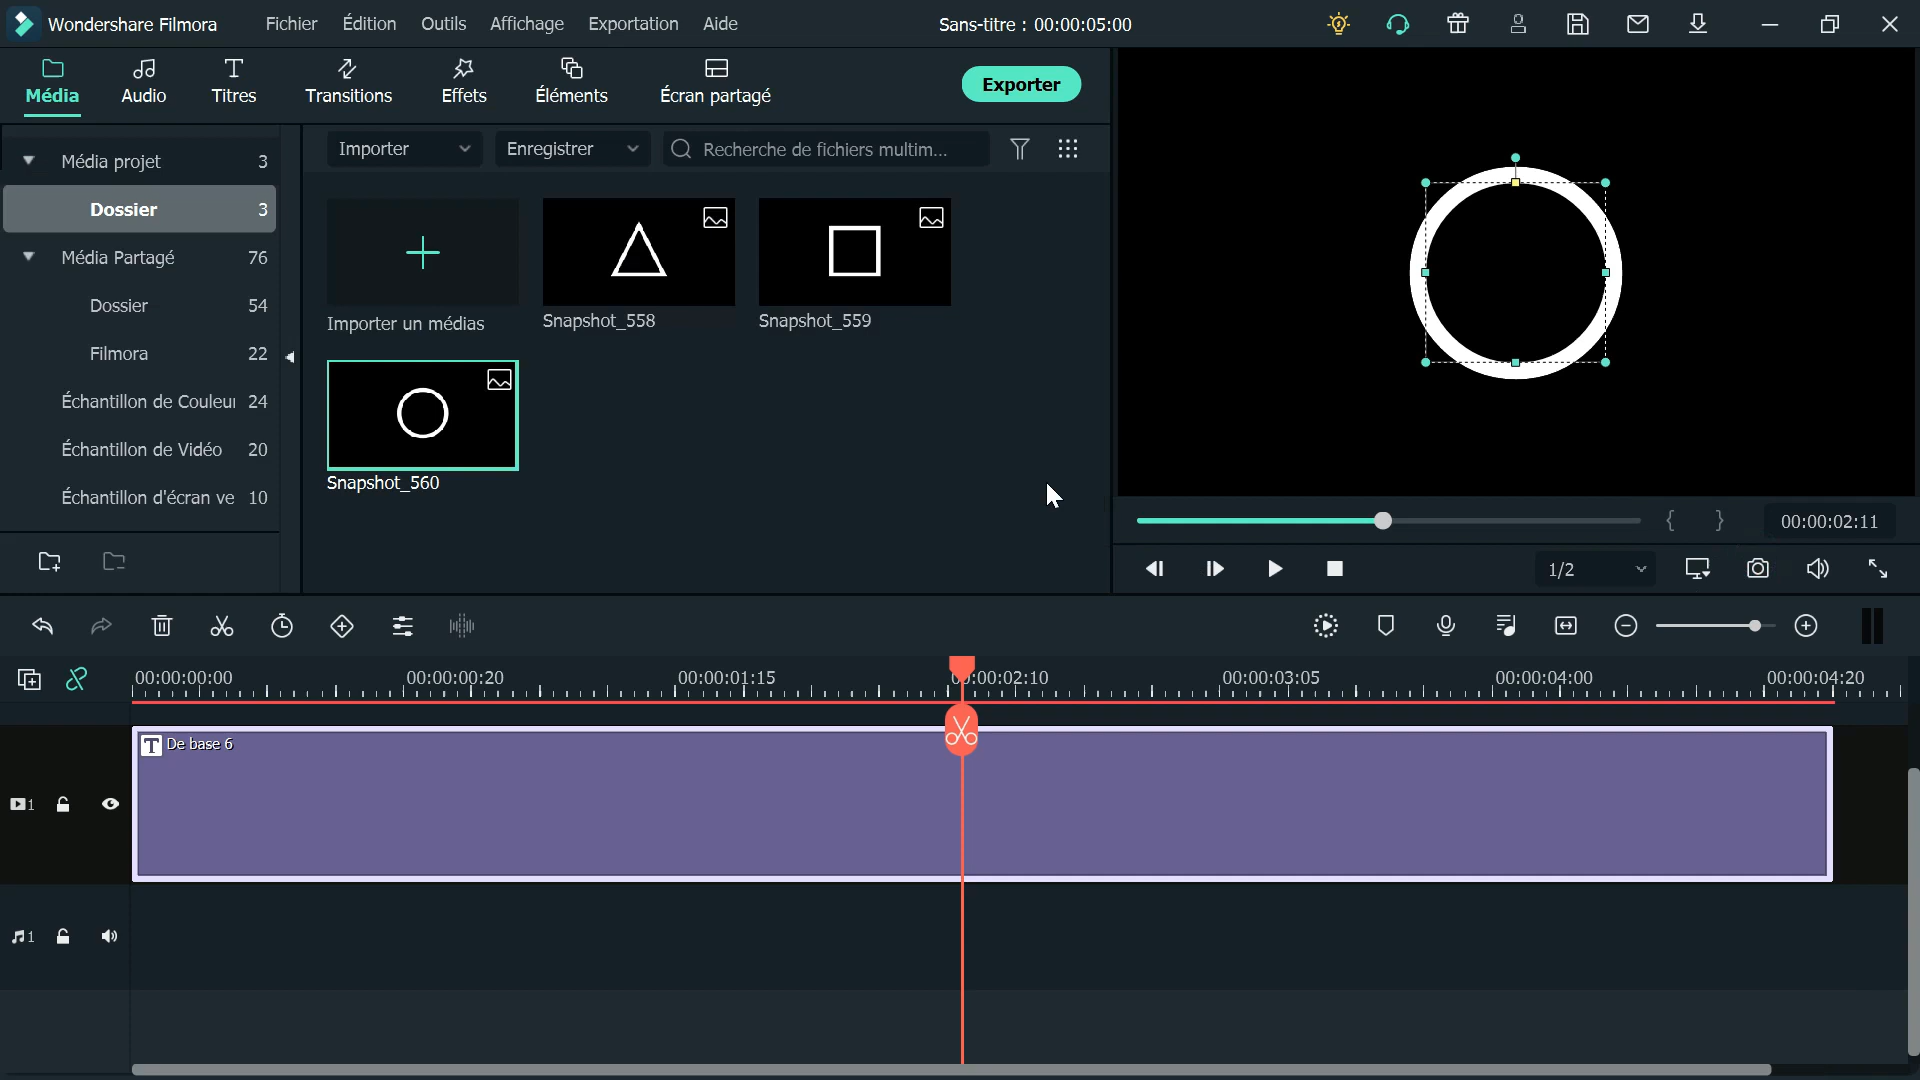 Wondershare Filmora
Fichier Édition Outils Affichage Exportation Aide
Sans-titre : 00:00:05:00
Média Audio Titres Transitions Effets Éléments Écran partagé
Exporter
Média projet 3
Dossier 3
Média Partagé 76
Dossier 54
Filmora 22
Échantillon de Couleur 24
Échantillon de Vidéo 20
Échantillon d'écran ve 10
Importer Enregistrer Recherche de fichiers multim...
Importer un médias
Snapshot_558
Snapshot_559
Snapshot_560
{ } 00:00:02:11
1/2
00:00:00:00 00:00:00:20 00:00:01:15 00:00:02:10 00:00:03:05 00:00:04:00 00:00:04:20
T De base 6
1
1